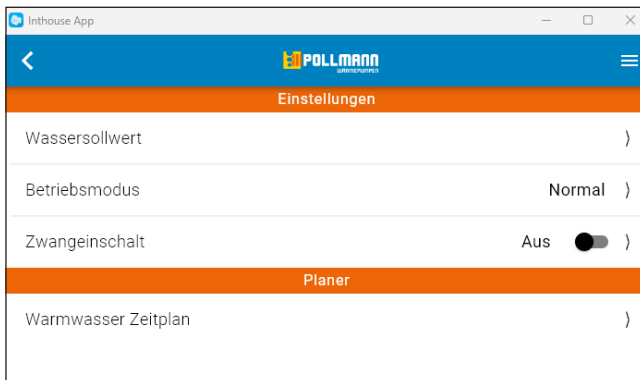 Inthouse App
POLLMANN
WÄRMEPUMPEN
Einstellungen
Wassersollwert
Betriebsmodus Normal
Zwangeinschalt Aus
Planer
Warmwasser Zeitplan